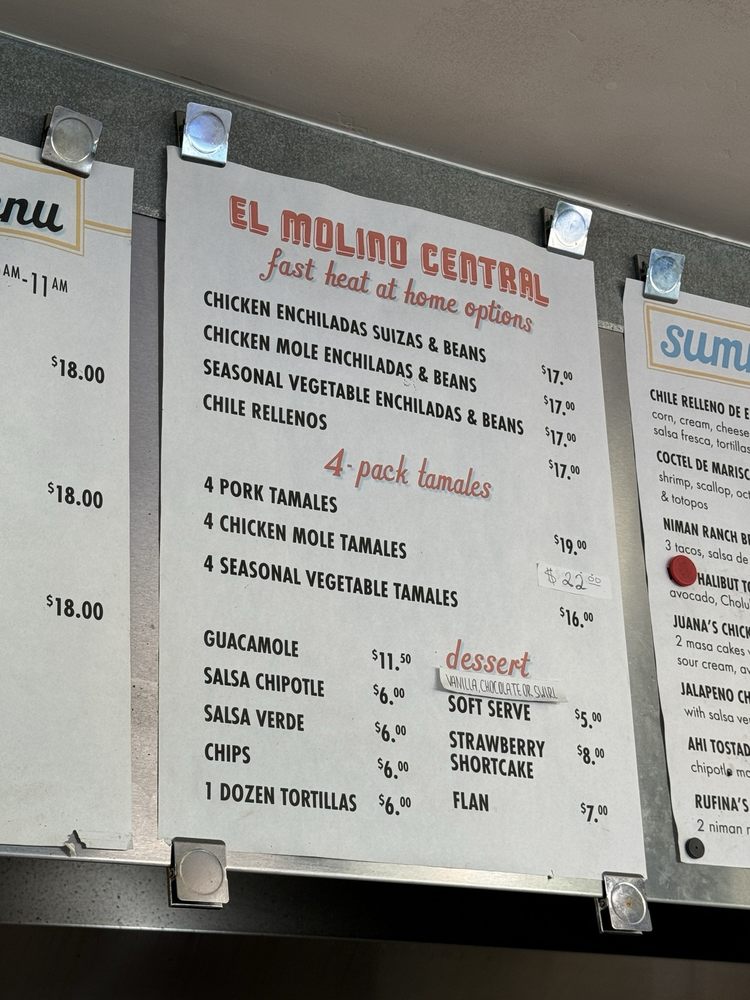 nu
AM-11AM
$18.00
$18.00
$18.00
EL MOLINO CENTRAL
fast heat at home options
CHICKEN ENCHILADAS SUIZAS & BEANS $17.00
CHICKEN MOLE ENCHILADAS & BEANS $17.00
SEASONAL VEGETABLE ENCHILADAS & BEANS $17.00
CHILE RELLENOS $17.00
4-pack tamales
4 PORK TAMALES $19.00
4 CHICKEN MOLE TAMALES $22.00
4 SEASONAL VEGETABLE TAMALES $16.00
GUACAMOLE $11.50
SALSA CHIPOTLE $6.00
SALSA VERDE $6.00
CHIPS $6.00
1 DOZEN TORTILLAS $6.00
dessert
VANILLA, CHOCOLATE OR SWIRL
SOFT SERVE $5.00
STRAWBERRY
SHORTCAKE $8.00
FLAN $7.00
sum
CHILE RELLENO DE E
corn, cream, cheese
salsa fresca, tortillas
COCTEL DE MARISC
shrimp, scallop, oct
& totopos
NIMAN RANCH BE
3 tacos, salsa de
HALIBUT TO
avocado, Cholu
JUANA'S CHICK
2 masa cakes
sour cream, av
JALAPENO CH
with salsa ve
AHI TOSTAD
chipotle ma
RUFINA'S
2 niman r